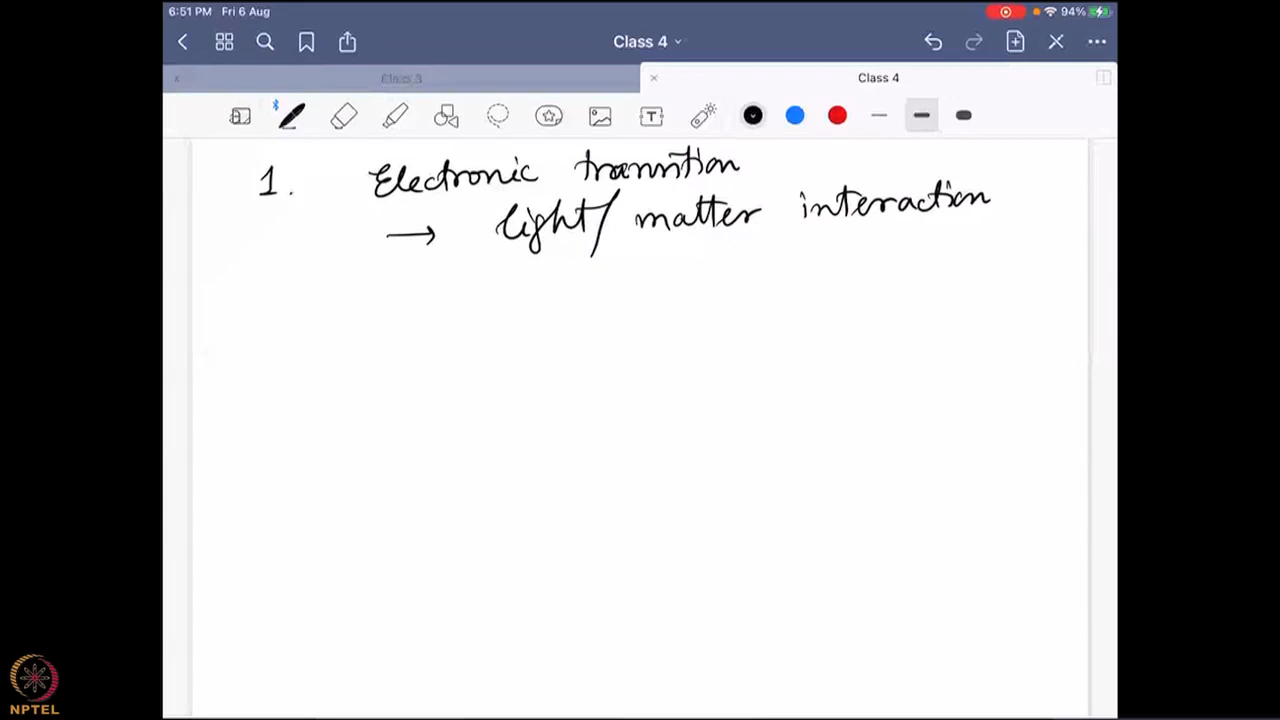 6:51 PM Fri 6 Aug 94%
Class 4
Class 3 Class 4
T
1. Electronic transition
→ light/ matter interaction
NPTEL